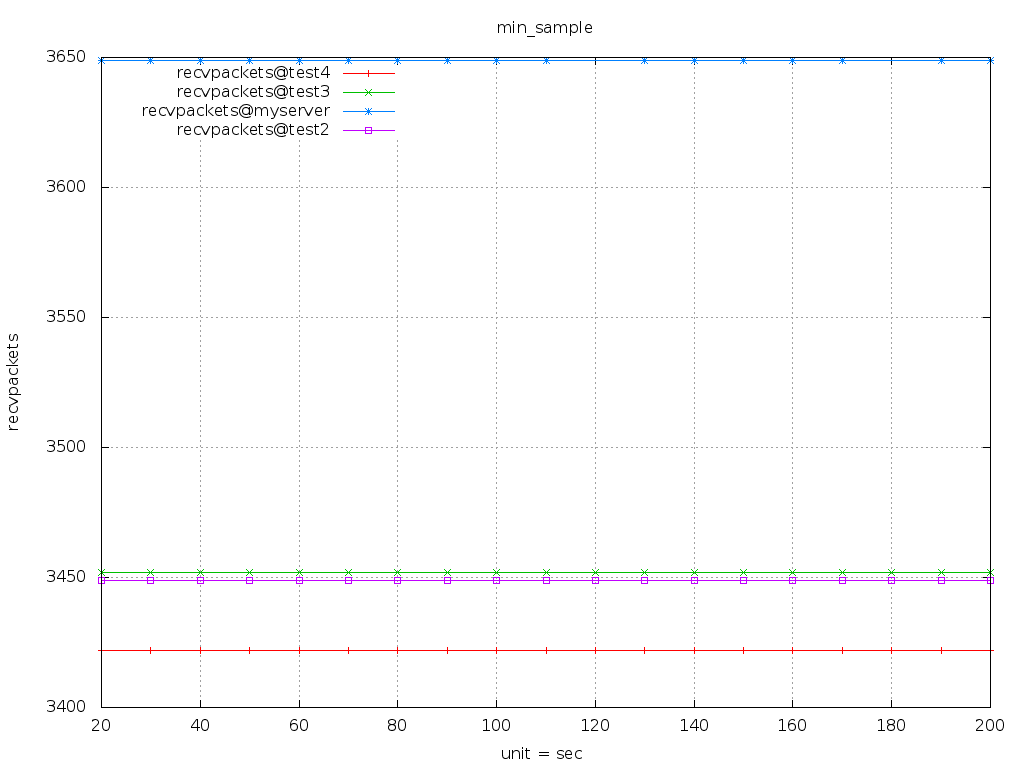 min_sample
3650
3600
3550
3500
3450
3400
recvpackets@test4
recvpackets@test3
recvpackets@myserver
recvpackets@test2
recvpackets
20 40 60 80 100 120 140 160 180 200
unit = sec